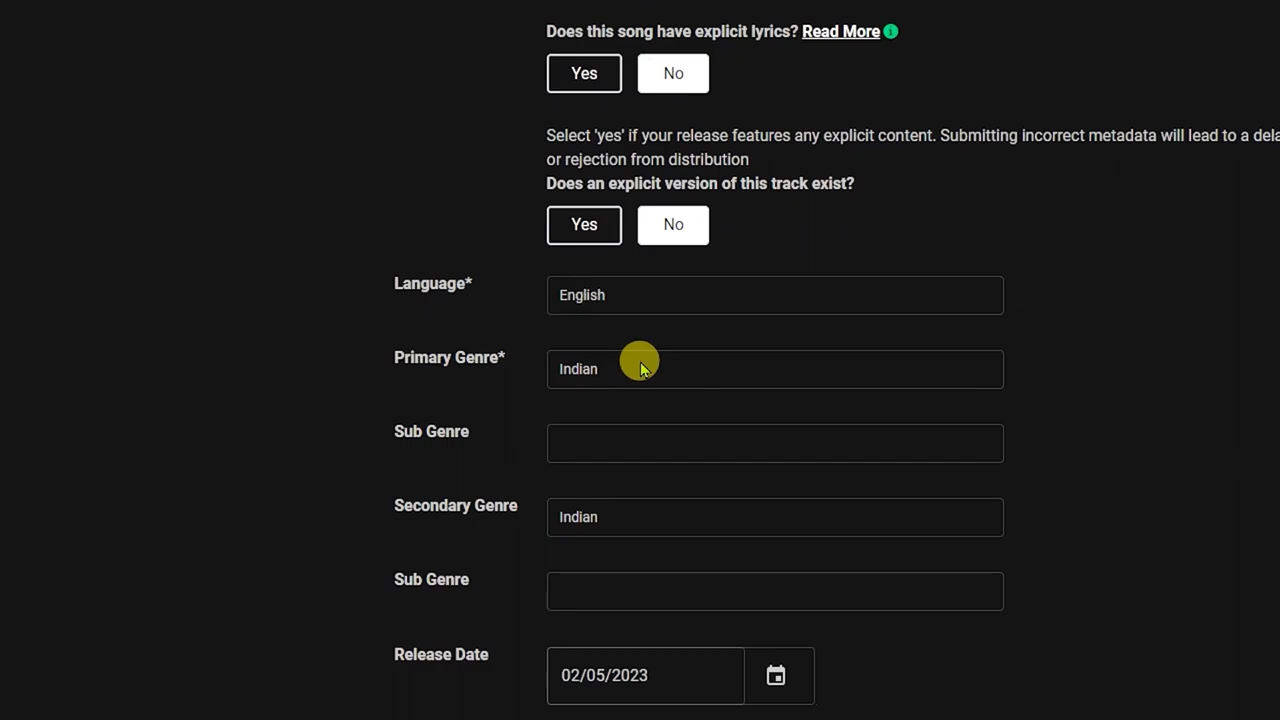 Does this song have explicit lyrics? Read More
Yes
No
Select 'yes' if your release features any explicit content. Submitting incorrect metadata will lead to a
or rejection from distribution
Does an explicit version of this track exist?
Yes
No
Language*
English
Primary Genre*
Indian
Sub Genre
Secondary Genre
Indian
Sub Genre
Release Date
02/05/2023